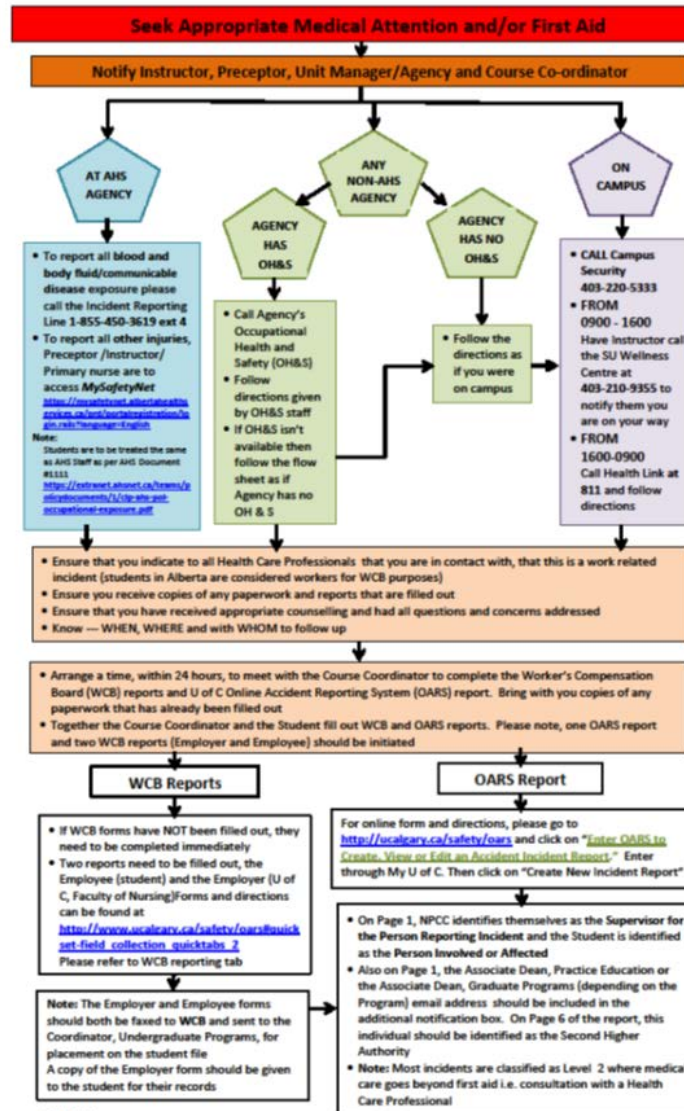 Seek Appropriate Medical Attention and/or First Aid
Notify Instructor, Preceptor, Unit Manager/Agency and Course Co-ordinator
AT AHS
AGENCY
ANY
NON-AHS
AGENCY
ON
CAMPUS
AGENCY
HAS
OH&S
AGENCY
HAS NO
OH&S
• To report all blood and
body fluid/communicable
disease exposure please
call the Incident Reporting
Line 1-855-450-3619 ext 4
• To report all other injuries,
Preceptor /Instructor/
Primary nurse are to
access MySafetyNet
Note:
Students are to be treated the same
as AHS Staff as per AHS Document
#1111
• Call Agency's
Occupational
Health and
Safety (OH&S)
• Follow
directions given
by OH&S staff
• If OH&S isn't
available then
follow the flow
sheet as if
Agency has no
OH & S
• Follow the
directions as
if you were
on campus
• CALL Campus
Security
403-220-5333
• FROM
0900 - 1600
Have Instructor call
the SU Wellness
Centre at
403-210-9355 to
notify them you
are on your way
• FROM
1600-0900
Call Health Link at
811 and follow
directions
• Ensure that you indicate to all Health Care Professionals that you are in contact with, that this is a work related
incident (students in Alberta are considered workers for WCB purposes)
• Ensure you receive copies of any paperwork and reports that are filled out
• Ensure that you have received appropriate counselling and had all questions and concerns addressed
• Know — WHEN, WHERE and with WHOM to follow up
• Arrange a time, within 24 hours, to meet with the Course Coordinator to complete the Worker's Compensation
Board (WCB) reports and U of C Online Accident Reporting System (OARS) report. Bring with you copies of any
paperwork that has already been filled out
• Together the Course Coordinator and the Student fill out WCB and OARS reports. Please note, one OARS report
and two WCB reports (Employer and Employee) should be initiated
WCB Reports
OARS Report
• If WCB forms have NOT been filled out, they
need to be completed immediately
• Two reports need to be filled out, the
Employee (student) and the Employer (U of
C, Faculty of Nursing)Forms and directions
can be found at
http://www.ucalgary.ca/safety/oars#quick
set-field_collection_quicktabs_2
Please refer to WCB reporting tab
For online form and directions, please go to
http://ucalgary.ca/safety/oars and click on "Enter OARS to
Create, View or Edit an Accident Incident Report." Enter
through My U of C. Then click on "Create New Incident Report"
Note: The Employer and Employee forms
should both be faxed to WCB and sent to the
Coordinator, Undergraduate Programs, for
placement on the student file
A copy of the Employer form should be given
to the student for their records
• On Page 1, NPCC identifies themselves as the Supervisor for
the Person Reporting Incident and the Student is identified
as the Person Involved or Affected
• Also on Page 1, the Associate Dean, Practice Education or
the Associate Dean, Graduate Programs (depending on the
Program) email address should be included in the
additional notification box. On Page 6 of the report, this
individual should be identified as the Second Higher
Authority
• Note: Most incidents are classified as Level 2 where medical
care goes beyond first aid i.e. consultation with a Health
Care Professional